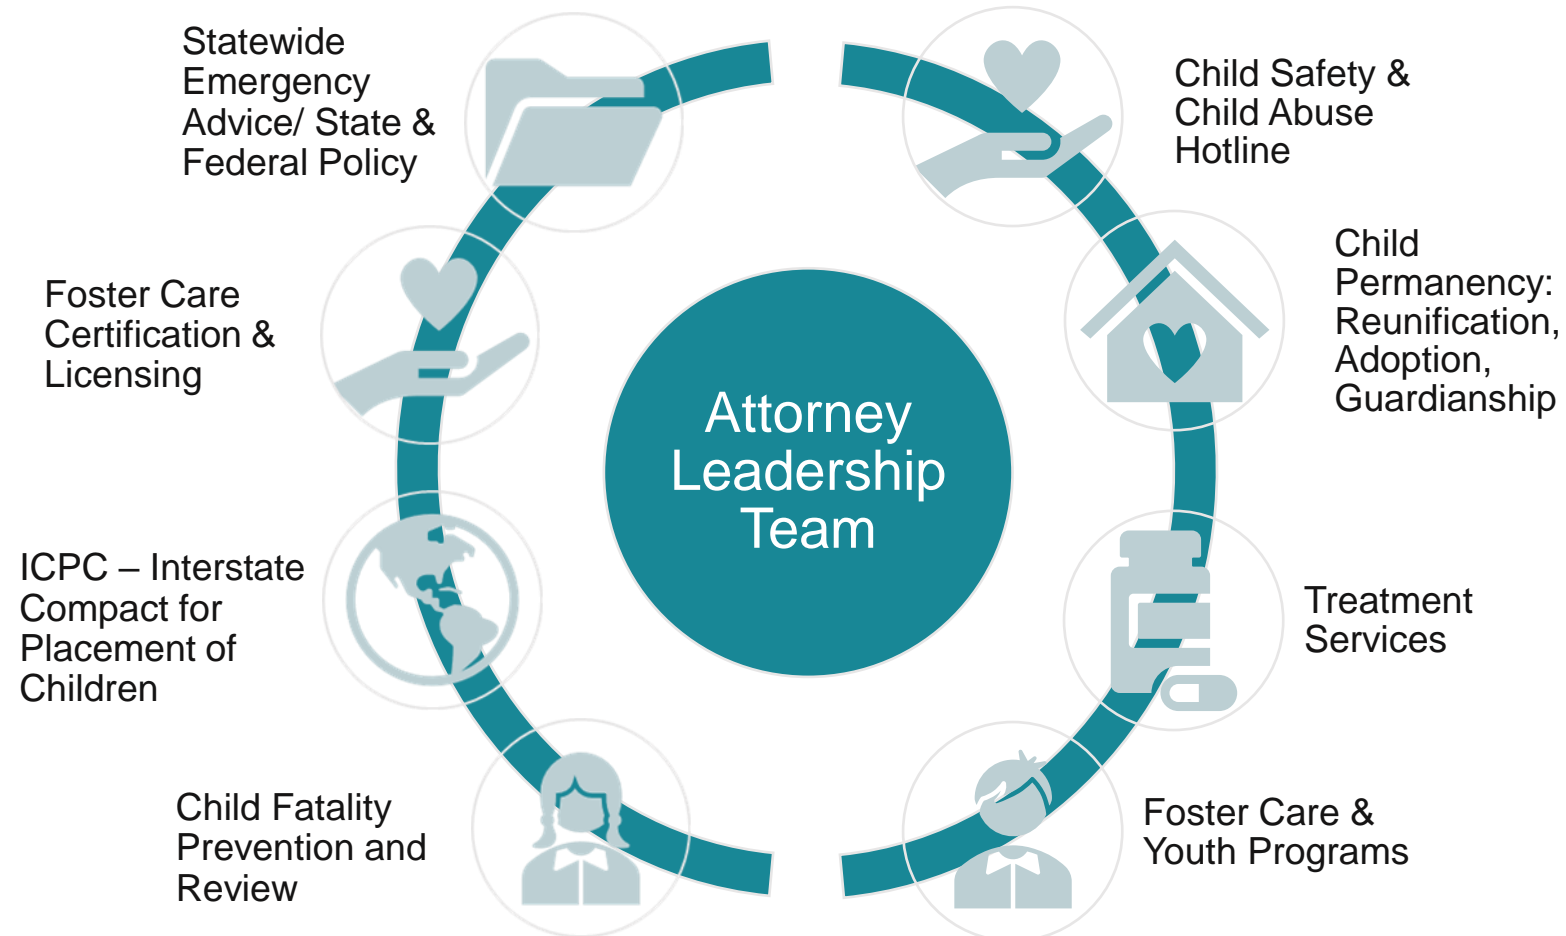 Statewide
Emergency
Advice/ State &
Federal Policy
Child Safety &
Child Abuse
Hotline
Foster Care
Certification &
Licensing
Child
Permanency:
Reunification,
Adoption,
Guardianship
Attorney
Leadership
Team
ICPC – Interstate
Compact for
Placement of
Children
Treatment
Services
Child Fatality
Prevention and
Review
Foster Care &
Youth Programs